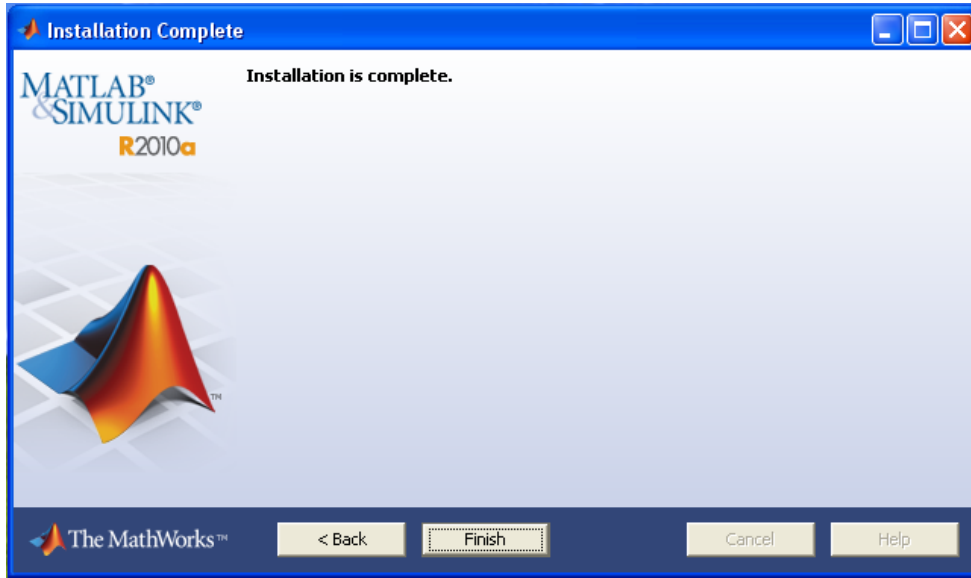 Installation Complete
Installation is complete.
MATLAB®
&SIMULINK®
R2010a
TM
The MathWorks™
< Back
Finish
Cancel
Help